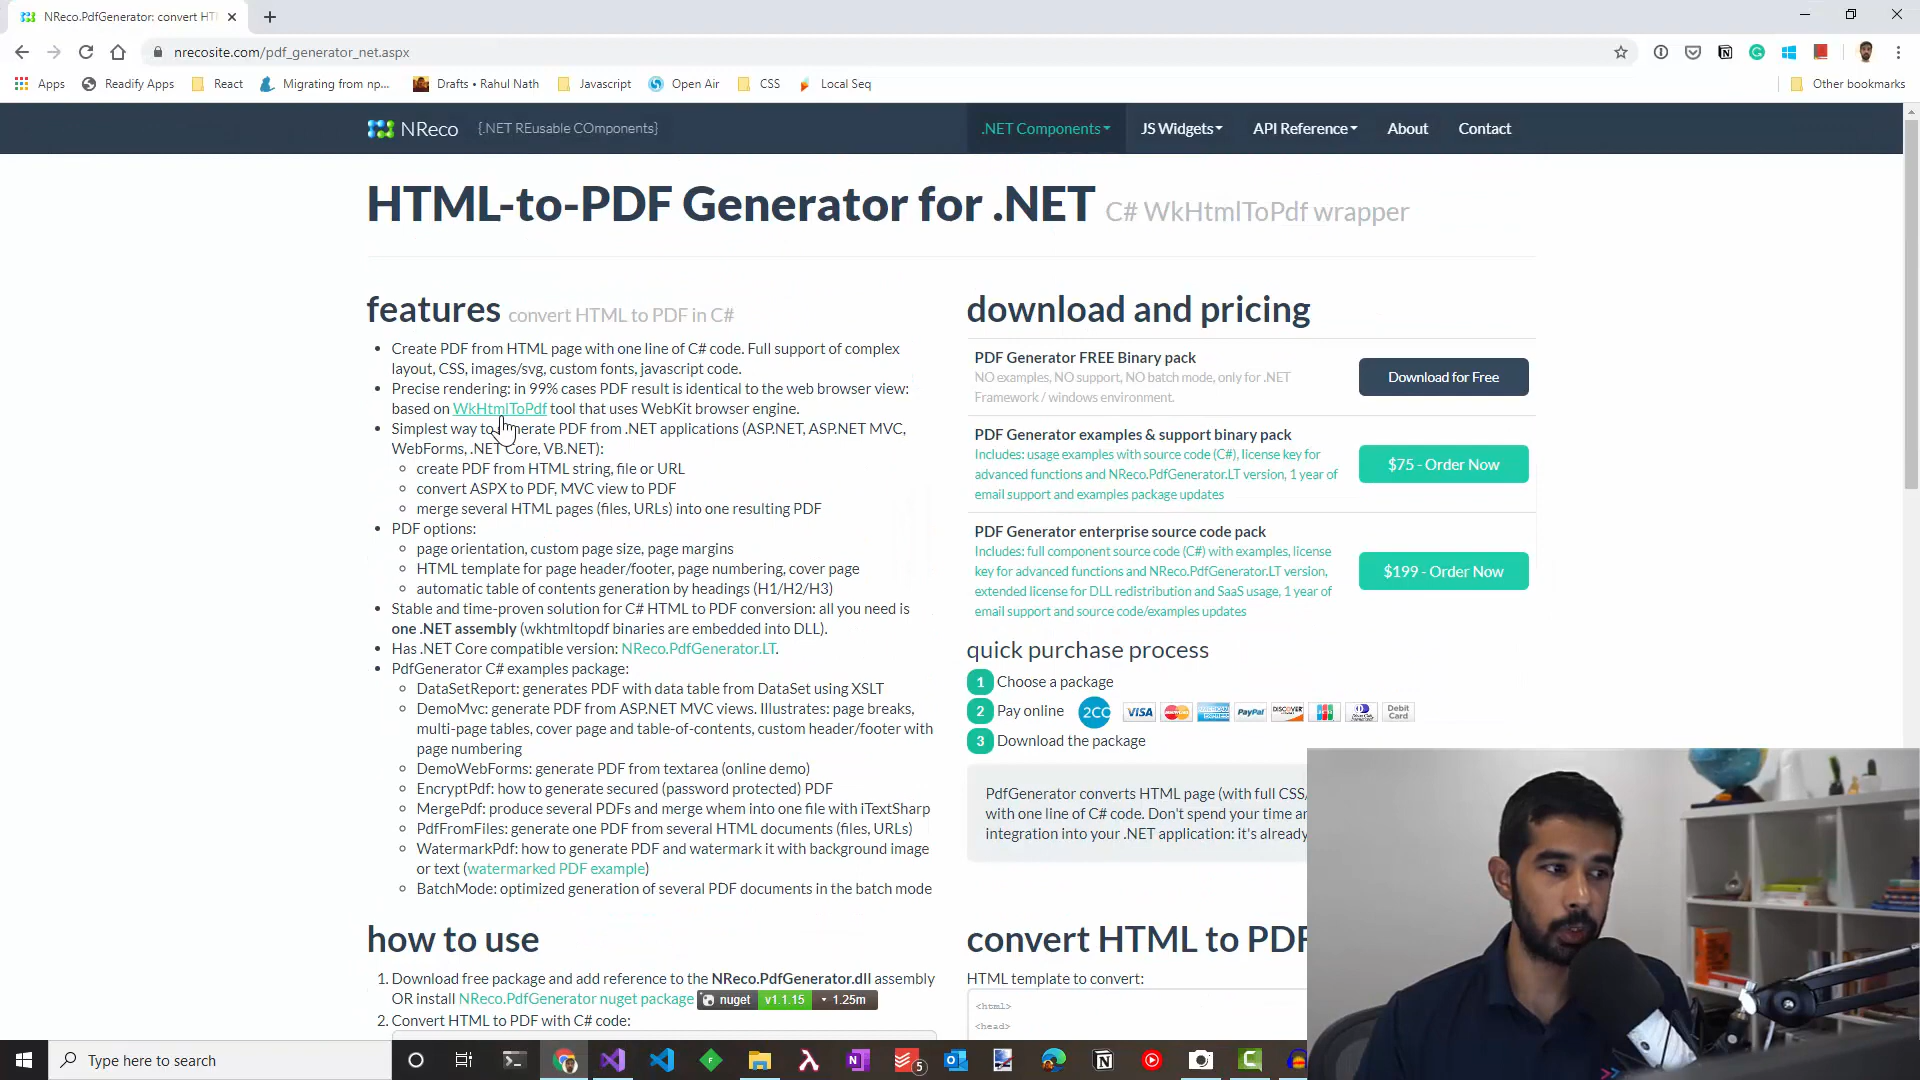 NReco.PdfGenerator: convert HT
nrecosite.com/pdf_generator_net.aspx
Apps
Readify Apps
React
Migrating from np...
Drafts • Rahul Nath
Javascript
Open Air
CSS
Local Seq
Other bookmarks
NReco
{.NET REusable COmponents}
.NET Components
JS Widgets
API Reference
About
Contact
HTML-to-PDF Generator for .NET C# WkHtmlToPdf wrapper
features convert HTML to PDF in C#
Create PDF from HTML page with one line of C# code. Full support of complex
layout, CSS, images/svg, custom fonts, javascript code.
Precise rendering: in 99% cases PDF result is identical to the web browser view:
based on WkHtmlToPdf tool that uses WebKit browser engine.
Simplest way to generate PDF from .NET applications (ASP.NET, ASP.NET MVC,
WebForms, .NET Core, VB.NET):
create PDF from HTML string, file or URL
convert ASPX to PDF, MVC view to PDF
merge several HTML pages (files, URLs) into one resulting PDF
PDF options:
page orientation, custom page size, page margins
HTML template for page header/footer, page numbering, cover page
automatic table of contents generation by headings (H1/H2/H3)
Stable and time-proven solution for C# HTML to PDF conversion: all you need is
one .NET assembly (wkhtmltopdf binaries are embedded into DLL).
Has .NET Core compatible version: NReco.PdfGenerator.LT.
PdfGenerator C# examples package:
DataSetReport: generates PDF with data table from DataSet using XSLT
DemoMvc: generate PDF from ASP.NET MVC views. Illustrates: page breaks,
multi-page tables, cover page and table-of-contents, custom header/footer with
page numbering
DemoWebForms: generate PDF from textarea (online demo)
EncryptPdf: how to generate secured (password protected) PDF
MergePdf: produce several PDFs and merge whem into one file with iTextSharp
PdfFromFiles: generate one PDF from several HTML documents (files, URLs)
WatermarkPdf: how to generate PDF and watermark it with background image
or text (watermarked PDF example)
BatchMode: optimized generation of several PDF documents in the batch mode
how to use
1. Download free package and add reference to the NReco.PdfGenerator.dll assembly
OR install NReco.PdfGenerator nuget package nuget v1.1.15 1.25m
2. Convert HTML to PDF with C# code:
download and pricing
PDF Generator FREE Binary pack
NO examples, NO support, NO batch mode, only for .NET
Framework / windows environment.
Download for Free
PDF Generator examples & support binary pack
Includes: usage examples with source code (C#), license key for
advanced functions and NReco.PdfGenerator.LT version, 1 year of
email support and examples package updates
$75 - Order Now
PDF Generator enterprise source code pack
Includes: full component source code (C#) with examples, license
key for advanced functions and NReco.PdfGenerator.LT version,
extended license for DLL redistribution and SaaS usage, 1 year of
email support and source code/examples updates
$199 - Order Now
quick purchase process
1 Choose a package
2 Pay online 2CO VISA PayPal DISCOVER JCB Debit Card
3 Download the package
PdfGenerator converts HTML page (with full CSS/
with one line of C# code. Don't spend your time an
integration into your .NET application: it's already
convert HTML to PDF
HTML template to convert:
<html>
<head>
Type here to search
5